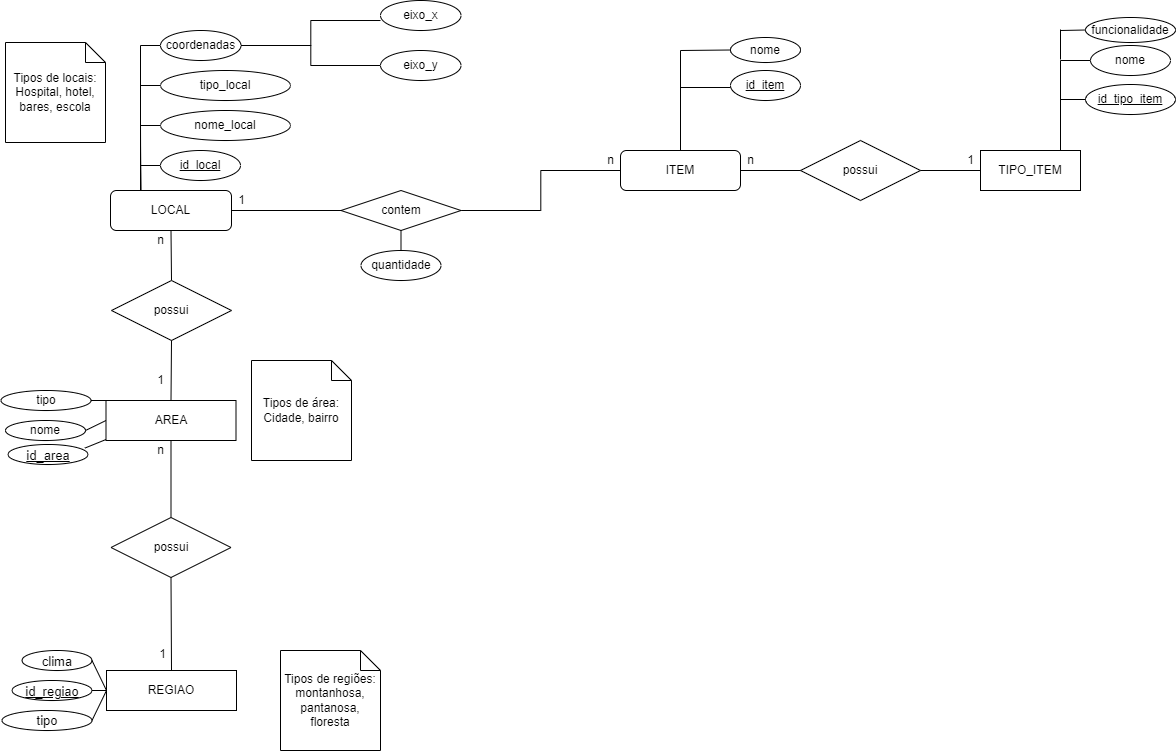 eixo_x
coordenadas
eixo_y
Tipos de locais:
Hospital, hotel,
bares, escola
tipo_local
nome_local
id_local
LOCAL
1
n
contem
quantidade
n
ITEM
nome
id_item
n
possui
1
TIPO_ITEM
funcionalidade
nome
id_tipo_item
possui
1
tipo
nome
id_area
AREA
n
Tipos de área:
Cidade, bairro
possui
1
clima
id_regiao
tipo
REGIAO
Tipos de regiões:
montanhosa,
pantanosa,
floresta